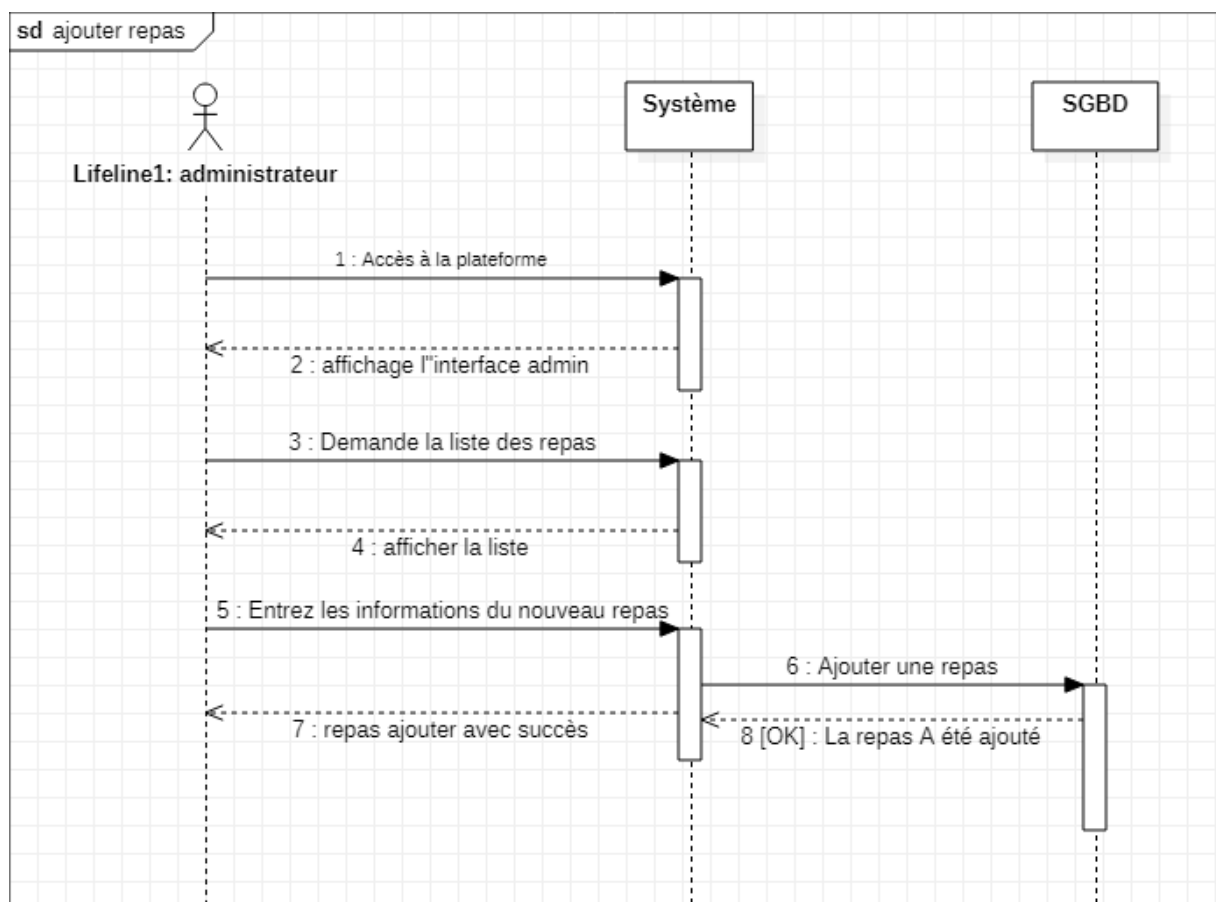 sd ajouter repas
Lifeline1: administrateur
Système
SGBD
1 : Accès à la plateforme
2 : affichage l"interface admin
3 : Demande la liste des repas
4 : afficher la liste
5 : Entrez les informations du nouveau repas
6 : Ajouter une repas
7 : repas ajouter avec succès
8 [OK] : La repas A été ajouté